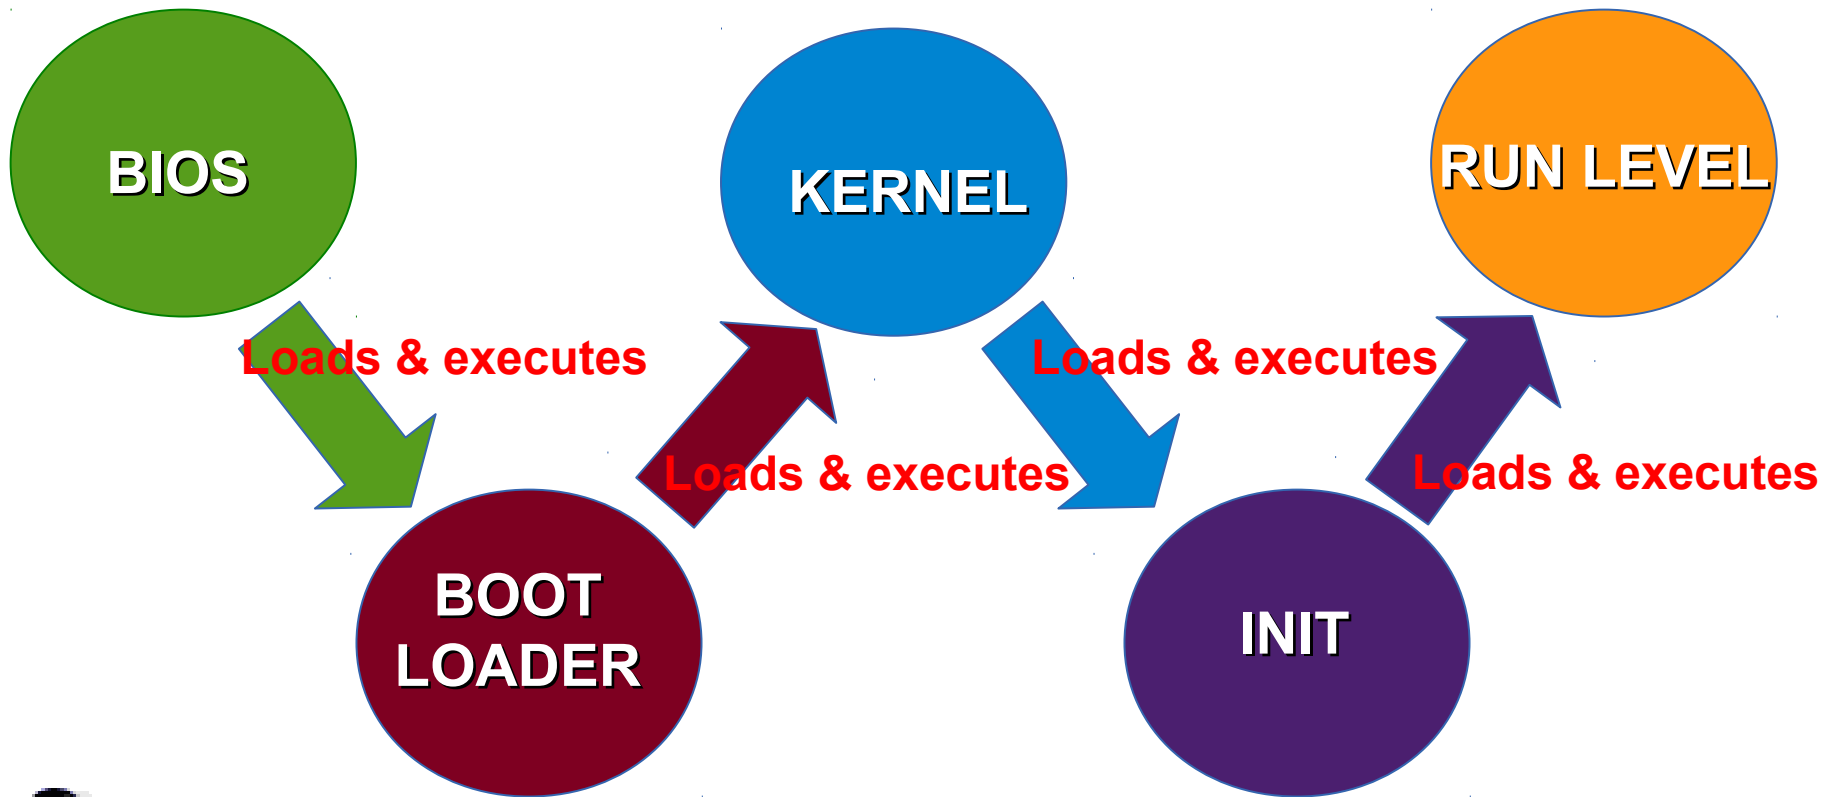 BIOS
Loads & executes
BOOT
LOADER
Loads & executes
KERNEL
Loads & executes
INIT
Loads & executes
RUN LEVEL